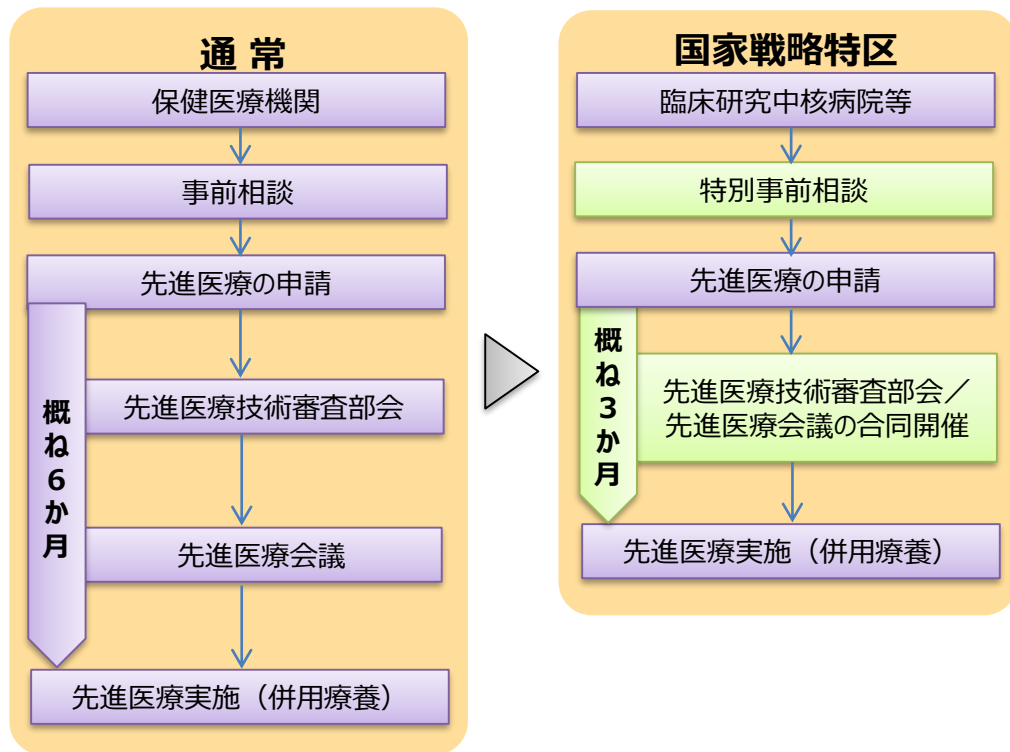 通 常
保健医療機関
事前相談
先進医療の申請
概ね6か月
先進医療技術審査部会
先進医療会議
先進医療実施（併用療養）
国家戦略特区
臨床研究中核病院等
特別事前相談
先進医療の申請
概ね3か月
先進医療技術審査部会／
先進医療会議の合同開催
先進医療実施（併用療養）